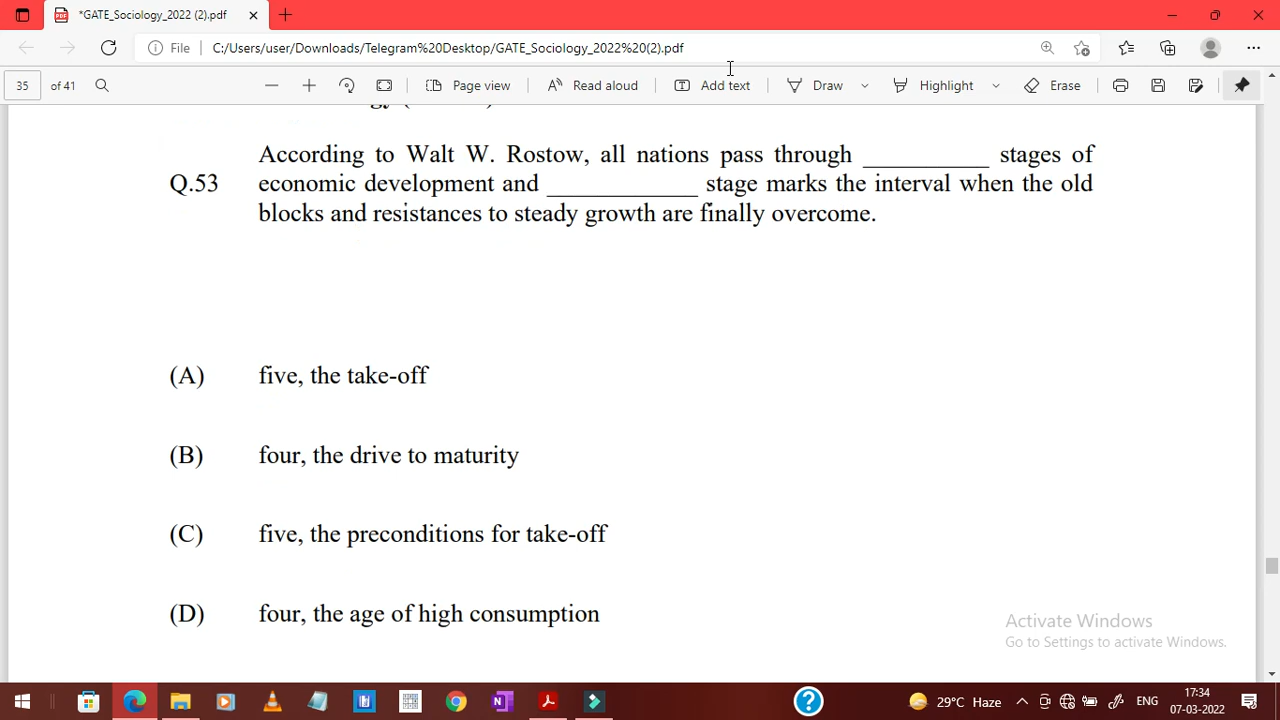 *GATE_Sociology_2022 (2).pdf
File C:/Users/user/Downloads/Telegram%20Desktop/GATE_Sociology_2022%20(2).pdf
35 of 41 Page view Read aloud Add text Draw Highlight Erase
According to Walt W. Rostow, all nations pass through __________ stages of
Q.53 economic development and ____________ stage marks the interval when the old
blocks and resistances to steady growth are finally overcome.
(A) five, the take-off
(B) four, the drive to maturity
(C) five, the preconditions for take-off
(D) four, the age of high consumption
Activate Windows
Go to Settings to activate Windows.
29°C Haze ENG 17:34
07-03-2022